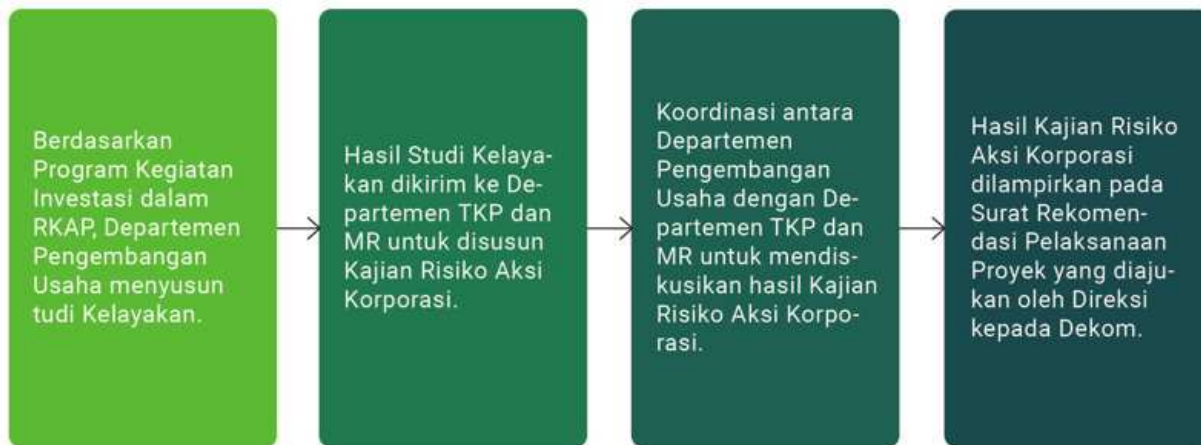 Berdasarkan
Program Kegiatan
Investasi dalam
RKAP, Departemen
Pengembangan
Usaha menyusun
tudi Kelayakan.
Hasil Studi Kelaya-
kan dikirim ke De-
partemen TKP dan
MR untuk disusun
Kajian Risiko Aksi
Korporasi.
Koordinasi antara
Departemen
Pengembangan
Usaha dengan De-
partemen TKP dan
MR untuk mendis-
kusikan hasil Kajian
Risiko Aksi Korpo-
rasi.
Hasil Kajian Risiko
Aksi Korporasi
dilampirkan pada
Surat Rekomen-
dasi Pelaksanaan
Proyek yang diaju-
kan oleh Direksi
kepada Dekom.